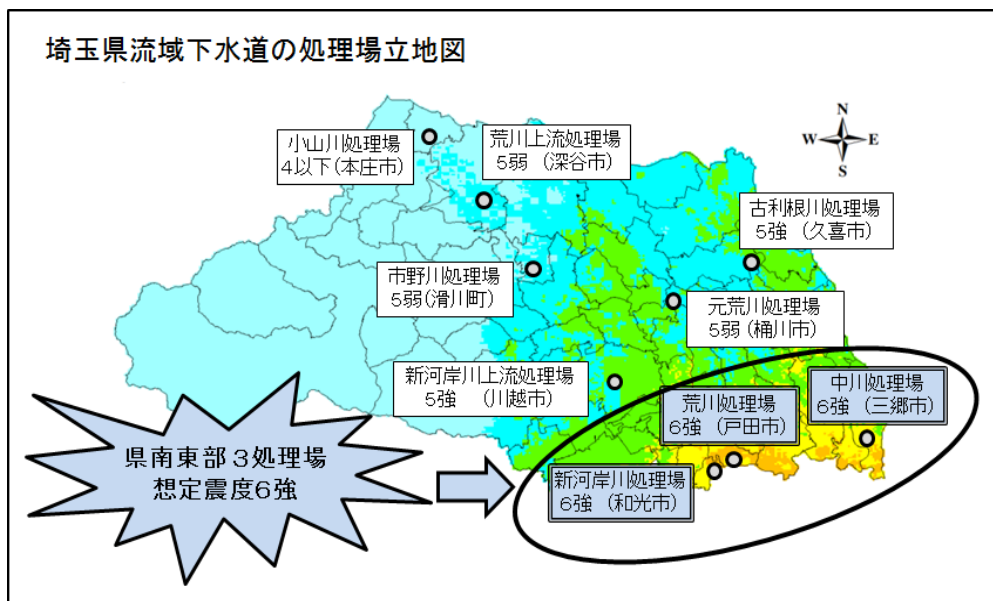 埼玉県流域下水道の処理場立地図
N
W
E
S
小山川処理場
4以下(本庄市)
荒川上流処理場
5弱 (深谷市)
古利根川処理場
5強 (久喜市)
市野川処理場
5弱(滑川町)
元荒川処理場
5弱(桶川市)
新河岸川上流処理場
5強 (川越市)
中川処理場
6強 (三郷市)
荒川処理場
6強 (戸田市)
新河岸川処理場
6強 (和光市)
県南東部3処理場
想定震度6強